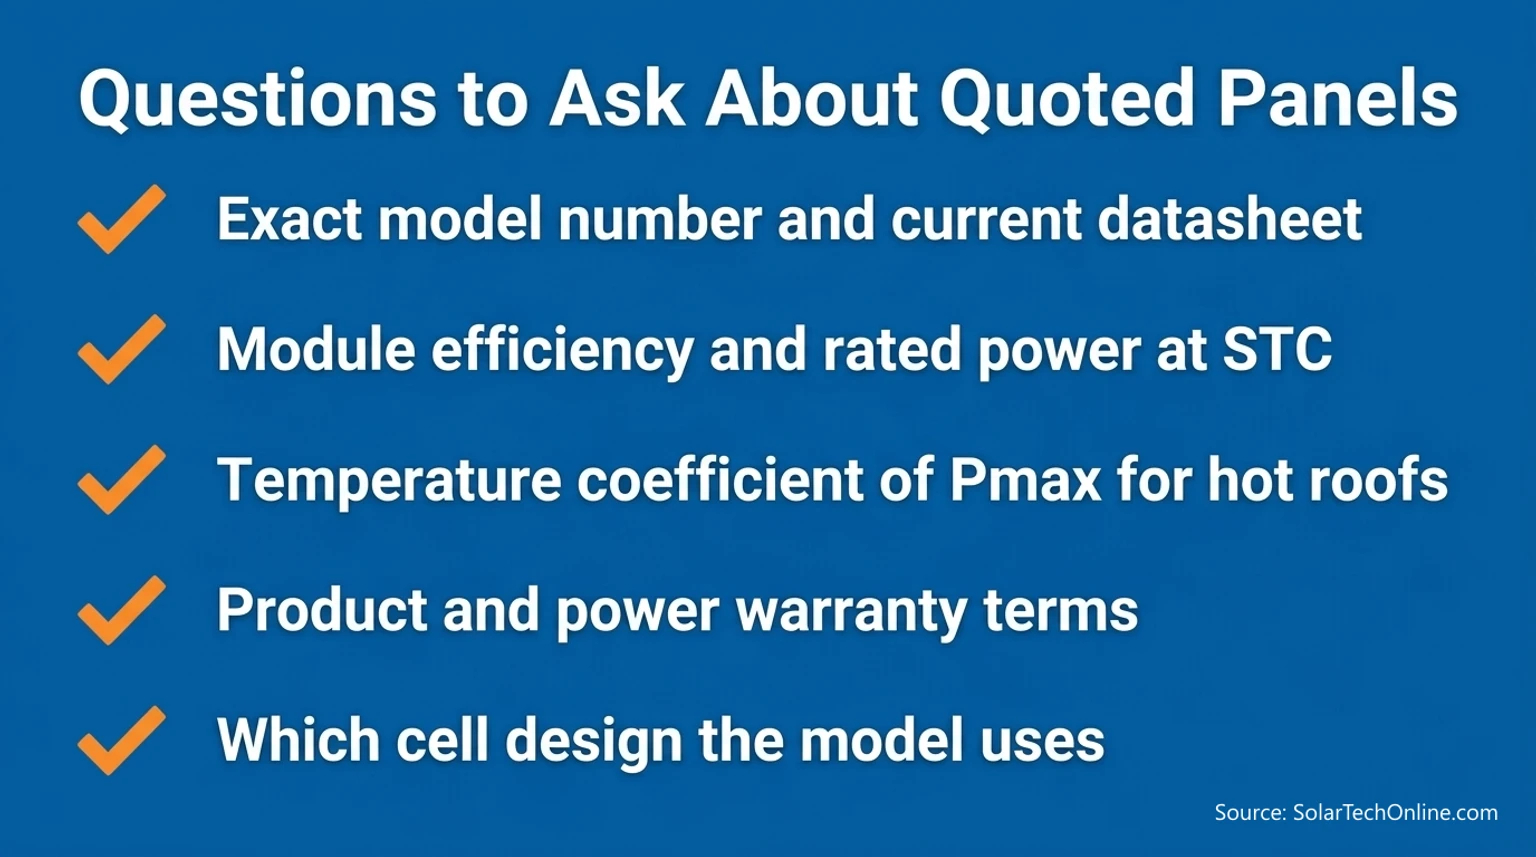 Questions to Ask About Quoted Panels
Exact model number and current datasheet
Module efficiency and rated power at STC
Temperature coefficient of Pmax for hot roofs
Product and power warranty terms
Which cell design the model uses
Source: SolarTechOnline.com